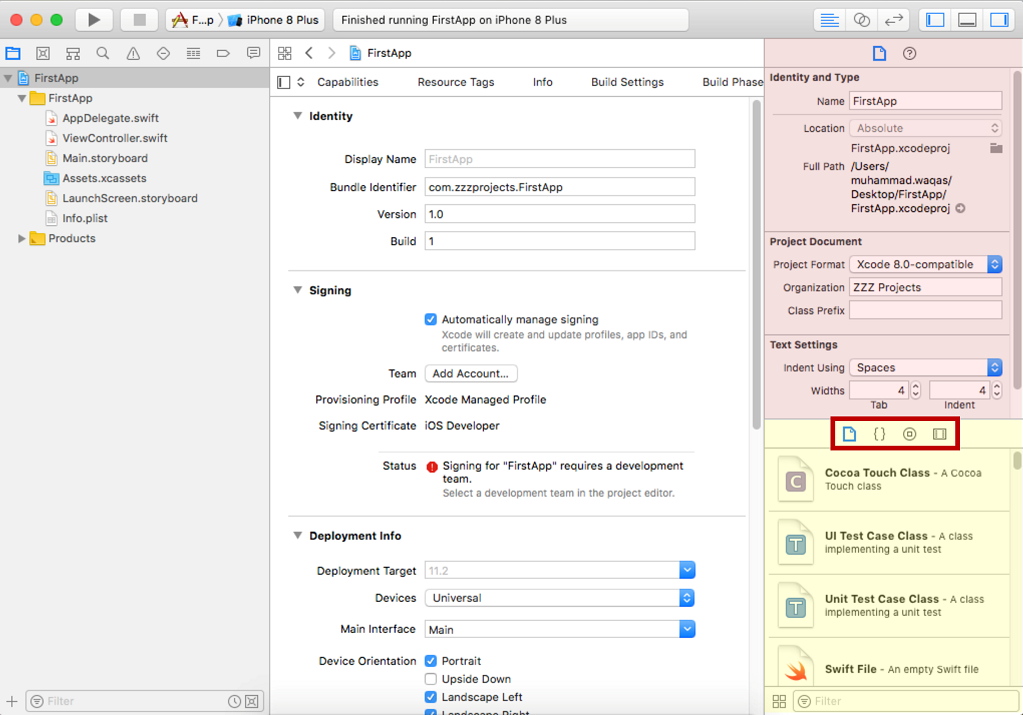 F...p
iPhone 8 Plus
Finished running FirstApp on iPhone 8 Plus
FirstApp
FirstApp
AppDelegate.swift
ViewController.swift
Main.storyboard
Assets.xcassets
LaunchScreen.storyboard
Info.plist
Products
Filter
FirstApp
Capabilities
Resource Tags
Info
Build Settings
Build Phase
Identity
Display Name FirstApp
Bundle Identifier com.zzzprojects.FirstApp
Version 1.0
Build 1
Signing
Automatically manage signing
Xcode will create and update profiles, app IDs, and
certificates.
Team Add Account...
Provisioning Profile Xcode Managed Profile
Signing Certificate iOS Developer
Status Signing for "FirstApp" requires a development
team.
Select a development team in the project editor.
Deployment Info
Deployment Target 11.2
Devices Universal
Main Interface Main
Device Orientation Portrait
Upside Down
Landscape Left
Landscape Right
Identity and Type
Name FirstApp
Location Absolute
FirstApp.xcodeproj
Full Path /Users/
muhammad.waqas/
Desktop/FirstApp/
FirstApp.xcodeproj
Project Document
Project Format Xcode 8.0-compatible
Organization ZZZ Projects
Class Prefix
Text Settings
Indent Using Spaces
Widths 4 4
Tab Indent
{ }
C
Cocoa Touch Class - A Cocoa
Touch class
T
UI Test Case Class - A class
implementing a unit test
T
Unit Test Case Class - A class
implementing a unit test
Swift File - An empty Swift file
Filter